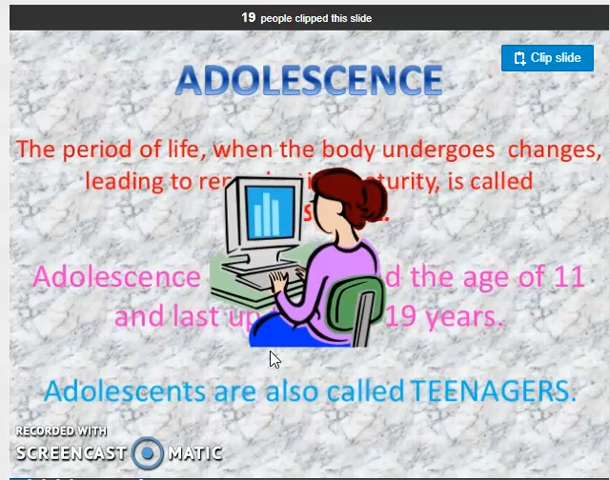 19 people clipped this slide
Clip slide
ADOLESCENCE
The period of life, when the body undergoes changes,
leading to maturity, is called
Adolescence the age of 11
and last up 19 years.
Adolescents are also called TEENAGERS.
RECORDED WITH
SCREENCAST MATIC